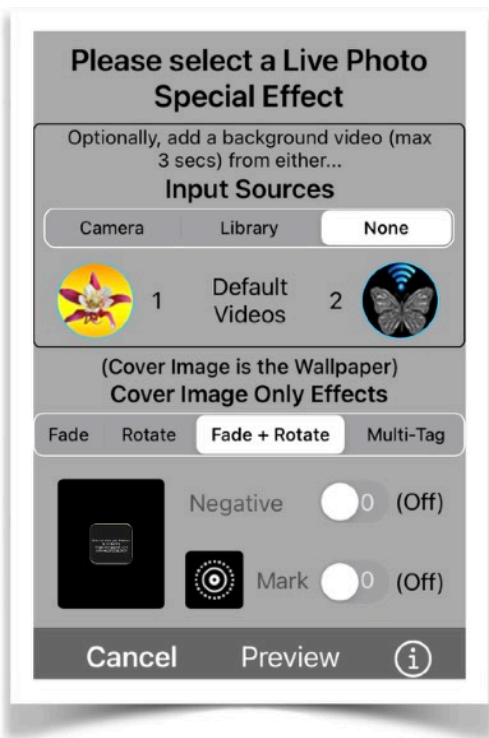 Please select a Live Photo
Special Effect
Optionally, add a background video (max
3 secs) from either...
Input Sources
Camera Library None
1 Default Videos 2
(Cover Image is the Wallpaper)
Cover Image Only Effects
Fade Rotate Fade + Rotate Multi-Tag
Negative 0 (Off)
Mark 0 (Off)
Cancel Preview i